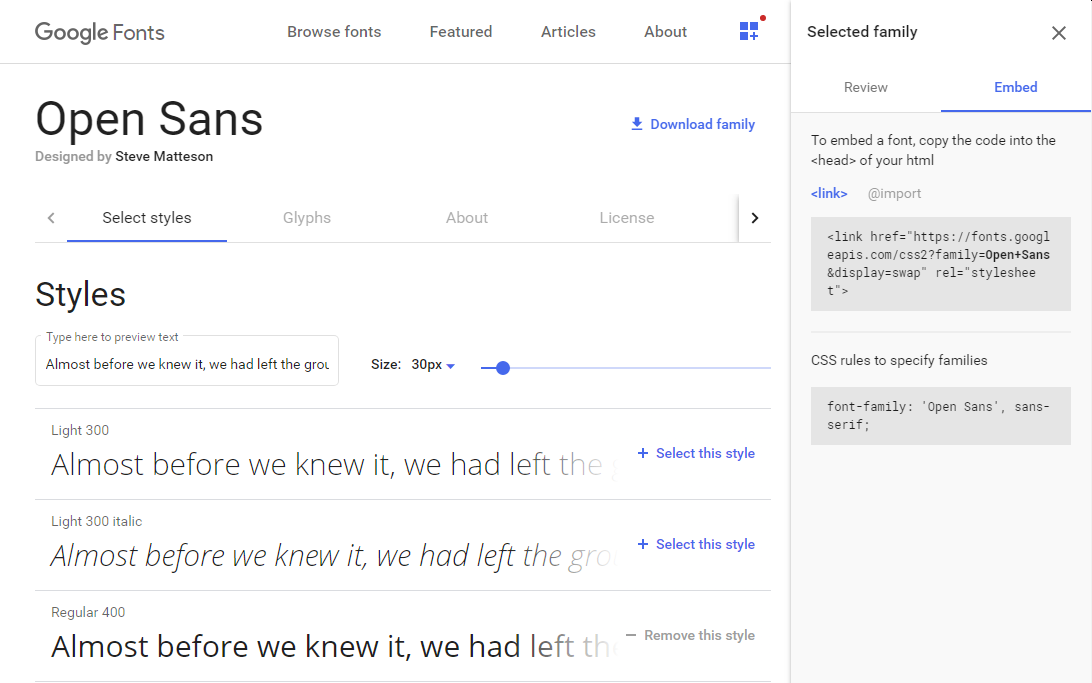 Google Fonts
Browse fonts
Featured
Articles
About
Open Sans
Designed by Steve Matteson
Download family
Select styles
Glyphs
About
License
Styles
Type here to preview text
Almost before we knew it, we had left the grou
Size: 30px
Light 300
Almost before we knew it, we had left the g
Select this style
Light 300 italic
Almost before we knew it, we had left the gro
Select this style
Regular 400
Almost before we knew it, we had left the
Remove this style
Selected family
Review
Embed
To embed a font, copy the code into the
<head> of your html
<link>
@import
<link href="https://fonts.googl
eapis.com/css2?family=Open+Sans
&display=swap" rel="styleshee
t">
CSS rules to specify families
font-family: 'Open Sans', sans-
serif;